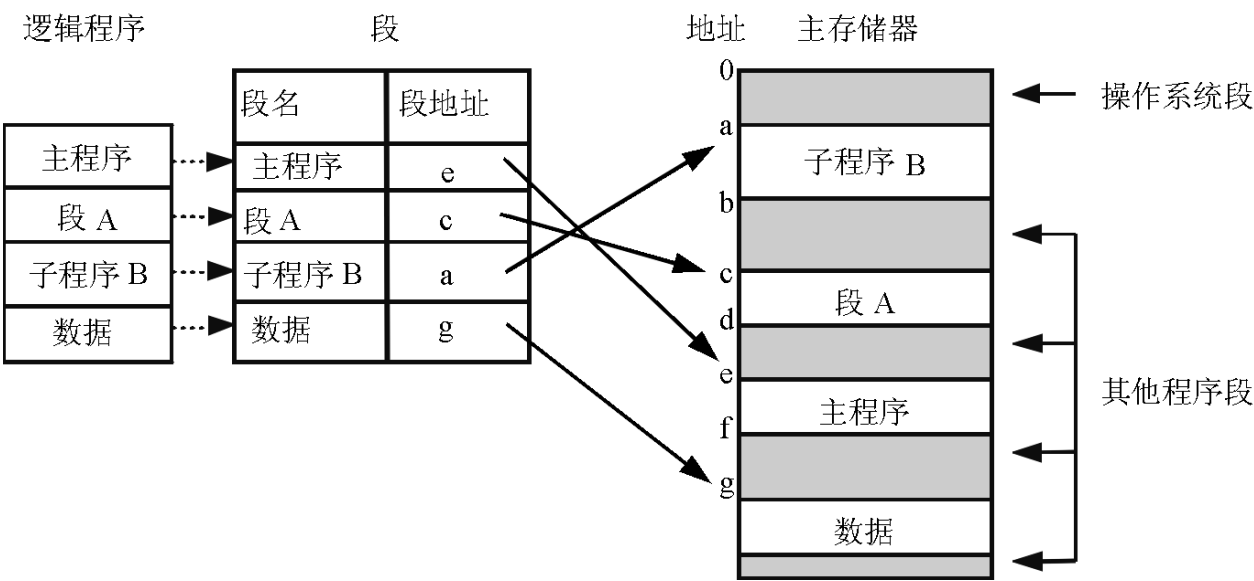 逻辑程序
段
地址
主存储器
段名
段地址
主程序
段 A
子程序 B
数据
主程序
e
段 A
c
子程序 B
a
数据
g
0
a
b
c
d
e
f
g
子程序 B
段 A
主程序
数据
操作系统段
其他程序段